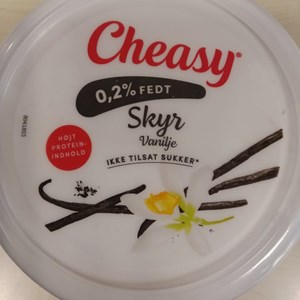 Cheasy®
0,2% FEDT
Skyr
Vanilje
IKKE TILSAT SUKKER*
HØJT
PROTEIN-
INDHOLD